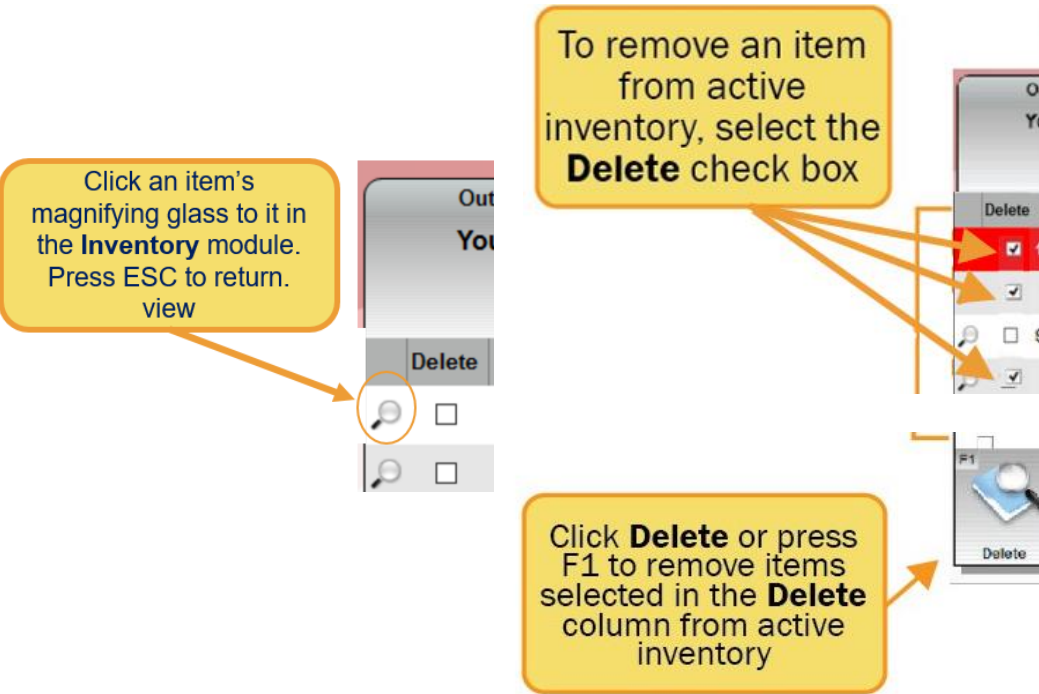 Click an item's
magnifying glass to it in
the Inventory module.
Press ESC to return.
view
Out
You
Delete
To remove an item
from active
inventory, select the
Delete check box
Delete
F1
Delete
Click Delete or press
F1 to remove items
selected in the Delete
column from active
inventory